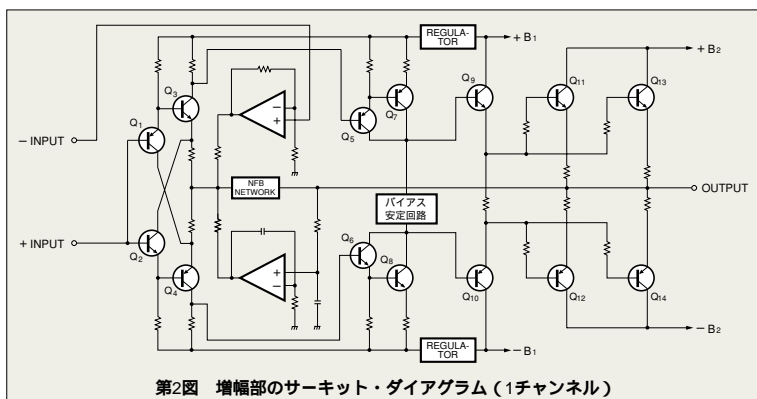 REGULA-
TOR
+B₁
+B₂
Q₉
Q₁₁
Q₁₃
Q₃
Q₇
Q₅
Q₁
−
+
− INPUT
NFB
NETWORK
OUTPUT
バイアス
安定回路
+ INPUT
Q₂
Q₄
+
−
Q₆
Q₈
Q₁₀
Q₁₂
Q₁₄
REGULA-
TOR
−B₁
−B₂
第2図 増幅部のサーキット・ダイアグラム(1チャンネル)